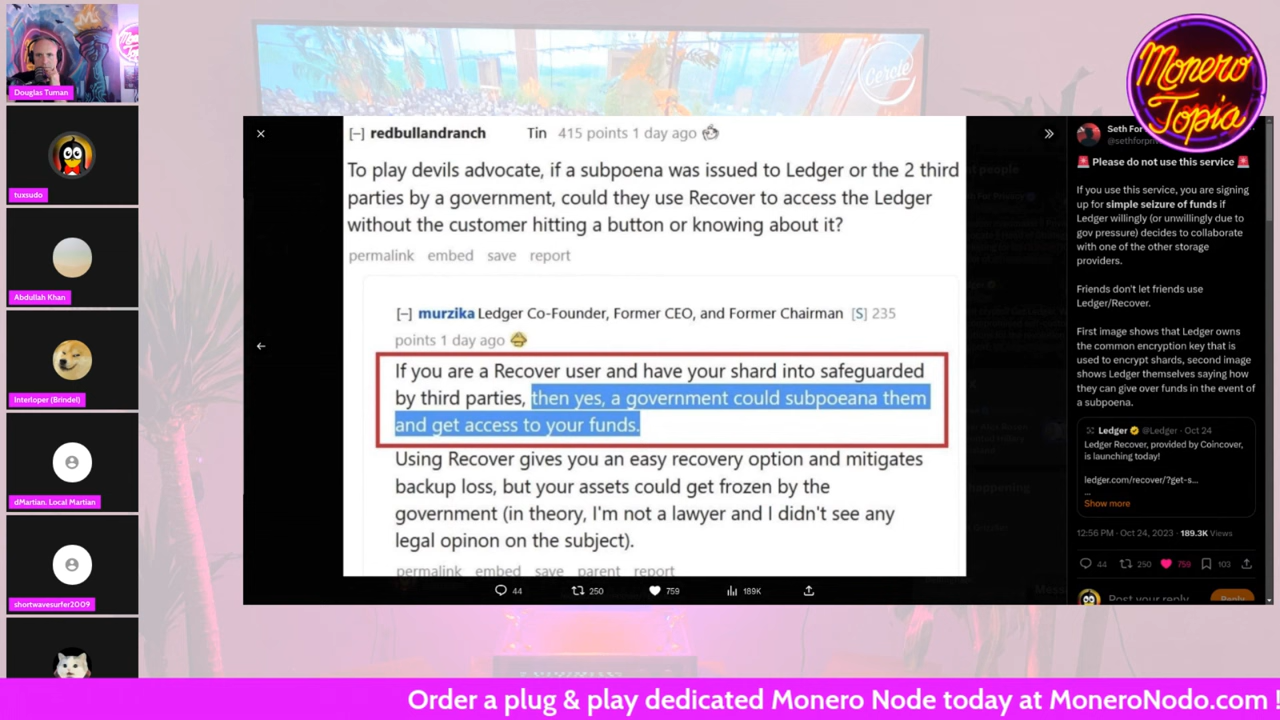 Douglas Tuman
tuxsudo
Abdullah Khan
Interloper (Brindel)
dMartian. Local Martian
shortwavesurfer2009
Cercle
Monero
Topia
[–] redbullandranch Tin 415 points 1 day ago
To play devils advocate, if a subpoena was issued to Ledger or the 2 third
parties by a government, could they use Recover to access the Ledger
without the customer hitting a button or knowing about it?
permalink embed save report
[–] murzika Ledger Co-Founder, Former CEO, and Former Chairman [S] 235
points 1 day ago
If you are a Recover user and have your shard into safeguarded
by third parties, then yes, a government could subpoeana them
and get access to your funds.
Using Recover gives you an easy recovery option and mitigates
backup loss, but your assets could get frozen by the
government (in theory, I'm not a lawyer and I didn't see any
legal opinon on the subject).
permalink embed save parent report
44 250 759 189K
Seth For
@sethforpri
🚨 Please do not use this service 🚨
If you use this service, you are signing
up for simple seizure of funds if
Ledger willingly (or unwillingly due to
gov pressure) decides to collaborate
with one of the other storage
providers.
Friends don't let friends use
Ledger/Recover.
First image shows that Ledger owns
the common encryption key that is
used to encrypt shards, second image
shows Ledger themselves saying how
they can give over funds in the event of
a subpoena.
Ledger @Ledger · Oct 24
Ledger Recover, provided by Coincover,
is launching today!
ledger.com/recover/?get-s...
...
Show more
12:56 PM · Oct 24, 2023 · 189.3K Views
44 250 759 103
Post your reply Reply
Order a plug & play dedicated Monero Node today at MoneroNodo.com !